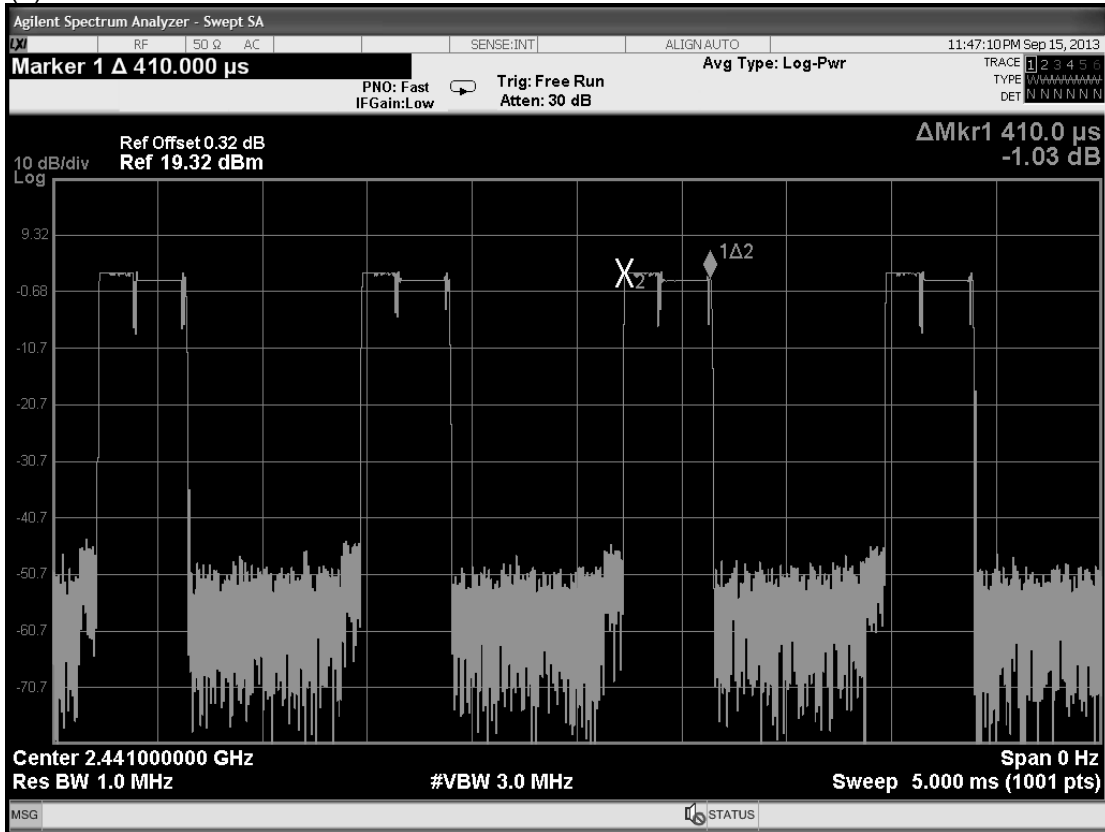 Agilent Spectrum Analyzer - Swept SA
LXI RF 50 Ω AC SENSE:INT ALIGN AUTO 11:47:10 PM Sep 15, 2013
Marker 1 Δ 410.000 µs Avg Type: Log-Pwr TRACE 1 2 3 4 5 6
PNO: Fast Trig: Free Run TYPE WWWWWW
IFGain:Low Atten: 30 dB DET N N N N N N
ΔMkr1 410.0 µs
-1.03 dB
Ref Offset 0.32 dB
10 dB/div Ref 19.32 dBm
Log
9.32
1Δ2
X2
-0.68
-10.7
-20.7
-30.7
-40.7
-50.7
-60.7
-70.7
Center 2.441000000 GHz Span 0 Hz
Res BW 1.0 MHz #VBW 3.0 MHz Sweep 5.000 ms (1001 pts)
MSG STATUS